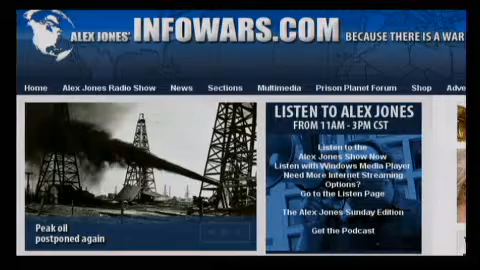 ALEX JONES' INFOWARS.COM BECAUSE THERE IS A WAR
Home Alex Jones Radio Show News Sections Multimedia Prison Planet Forum Shop Adve
LISTEN TO ALEX JONES
FROM 11AM - 3PM CST
Listen to the
Alex Jones Show Now
Listen with Windows Media Player
Need More Internet Streaming
Options?
Go to the Listen Page
The Alex Jones Sunday Edition
Get the Podcast
Peak oil
postponed again